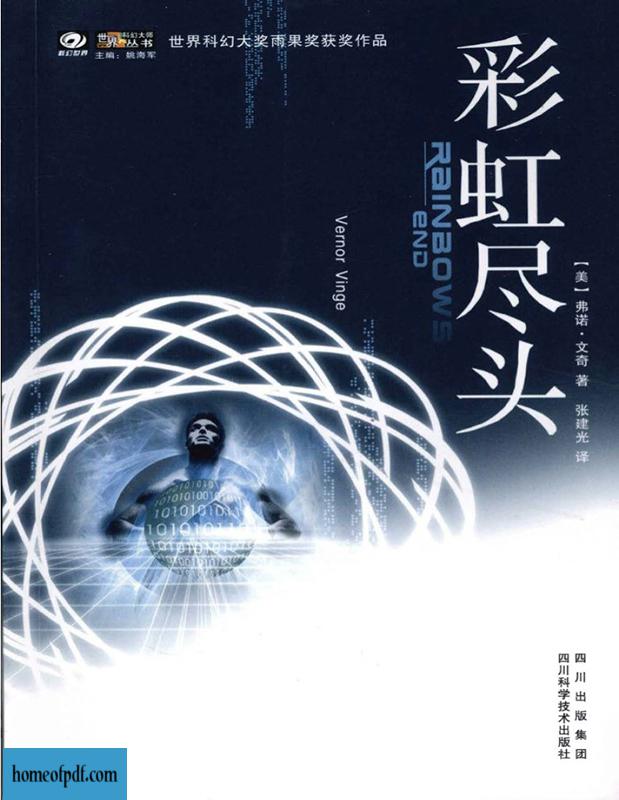 科幻世界
世界科幻大师丛书
主编：姚海军
世界科幻大奖雨果奖获奖作品
彩虹尽头
RAINBOWS
END
Vernor Vinge
【美】弗诺·文奇 著
张建光 译
10101010010
1010101101
四川出版集团
四川科学技术出版社
homeofpdf.com